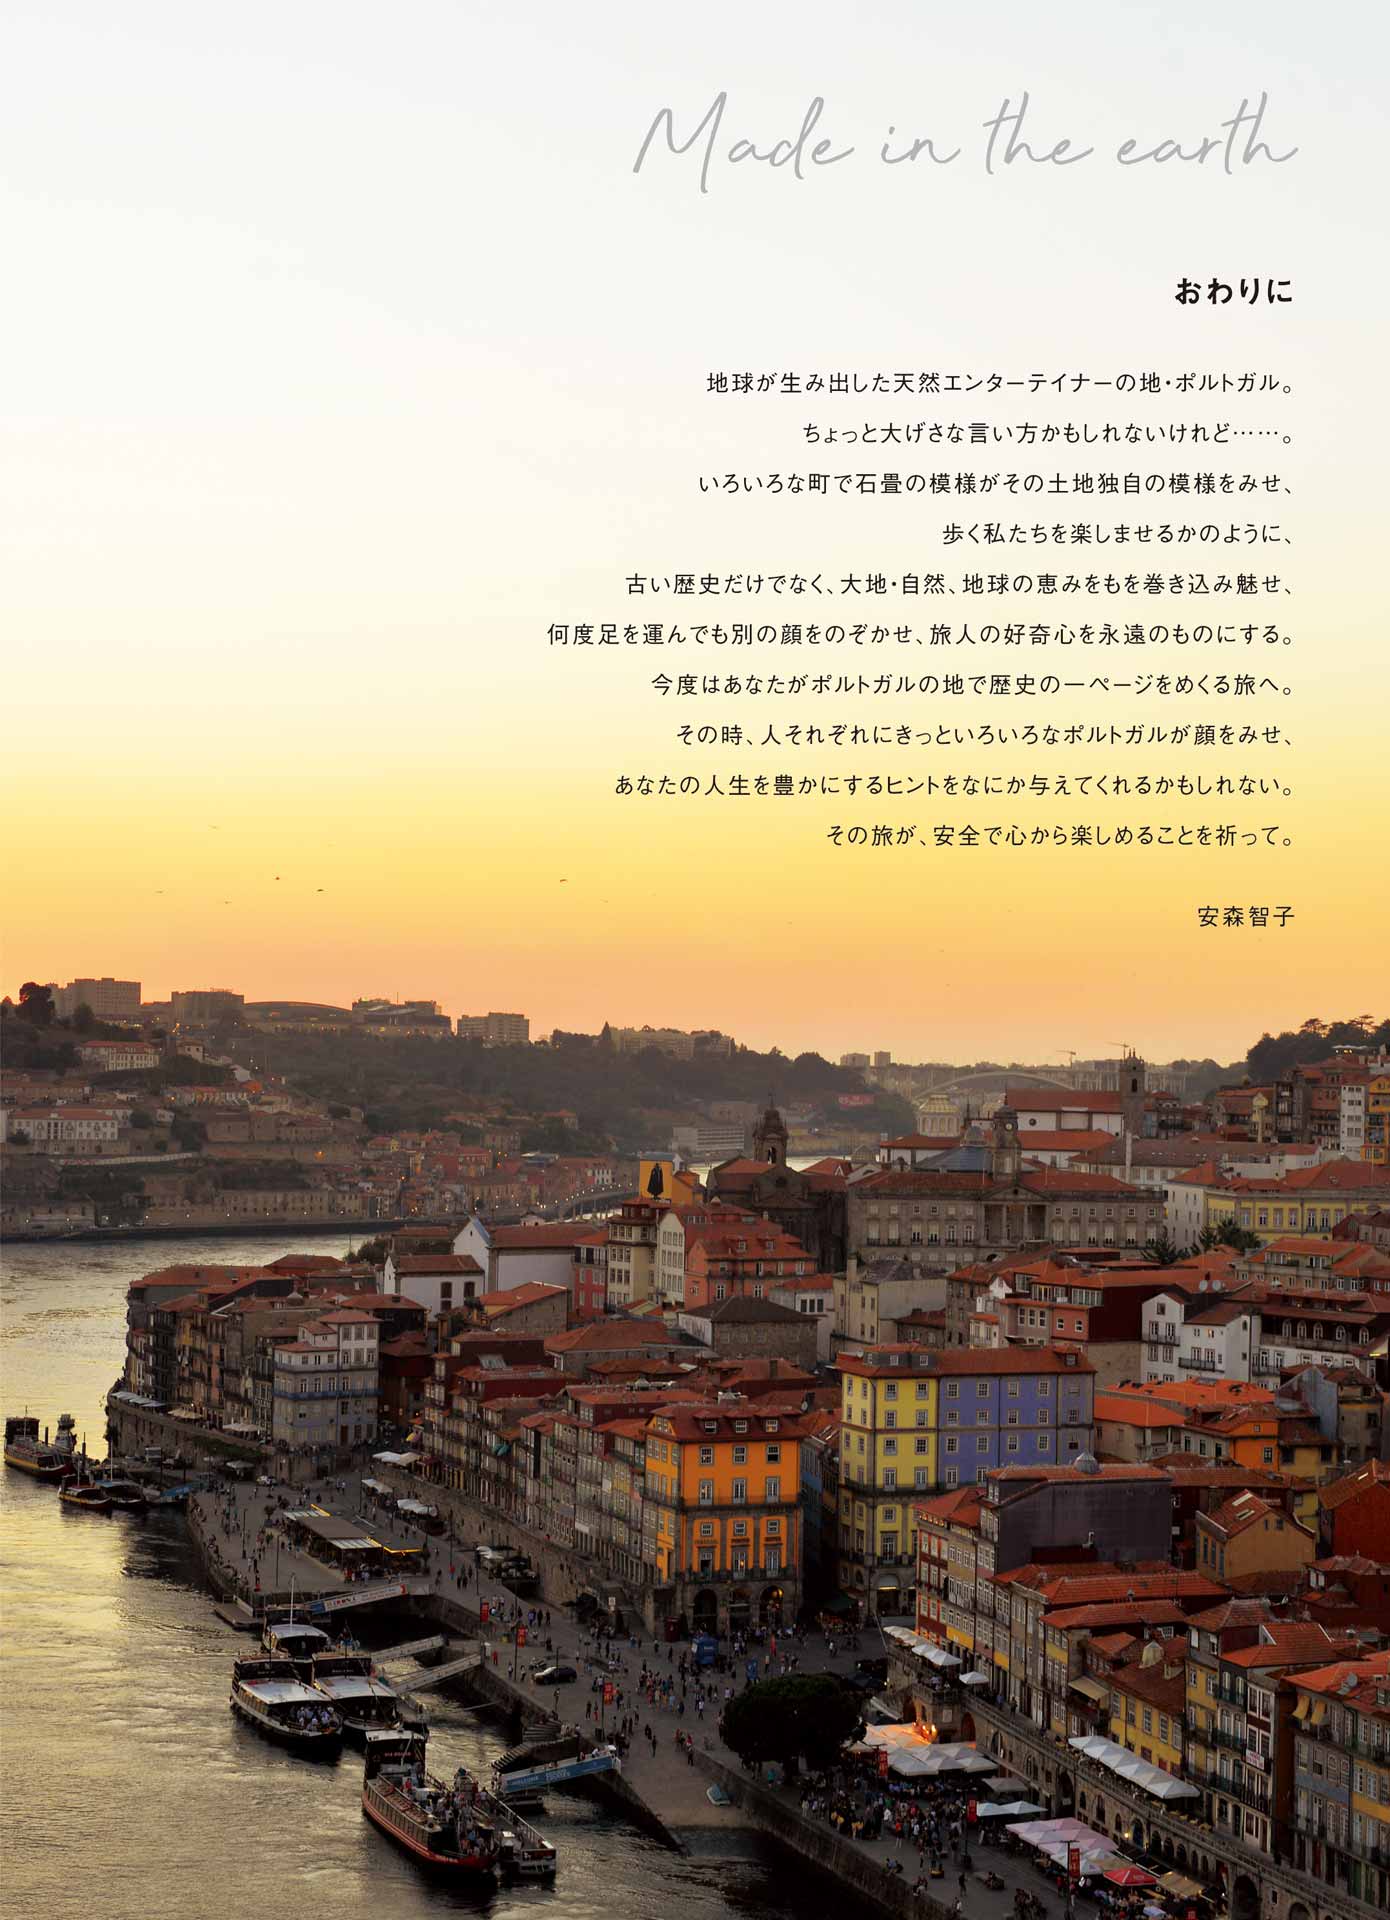 Made in the earth
おわりに
地球が生み出した天然エンターテイナーの地・ポルトガル。
ちょっと大げさな言い方かもしれないけれど……。
いろいろな町で石畳の模様がその土地独自の模様をみせ、
歩く私たちを楽しませるかのように、
古い歴史だけでなく、大地・自然、地球の恵みをもを巻き込み魅せ、
何度足を運んでも別の顔をのぞかせ、旅人の好奇心を永遠のものにする。
今度はあなたがポルトガルの地で歴史の一ページをめくる旅へ。
その時、人それぞれにきっといろいろなポルトガルが顔をみせ、
あなたの人生を豊かにするヒントをなにか与えてくれるかもしれない。
その旅が、安全で心から楽しめることを祈って。
安森智子